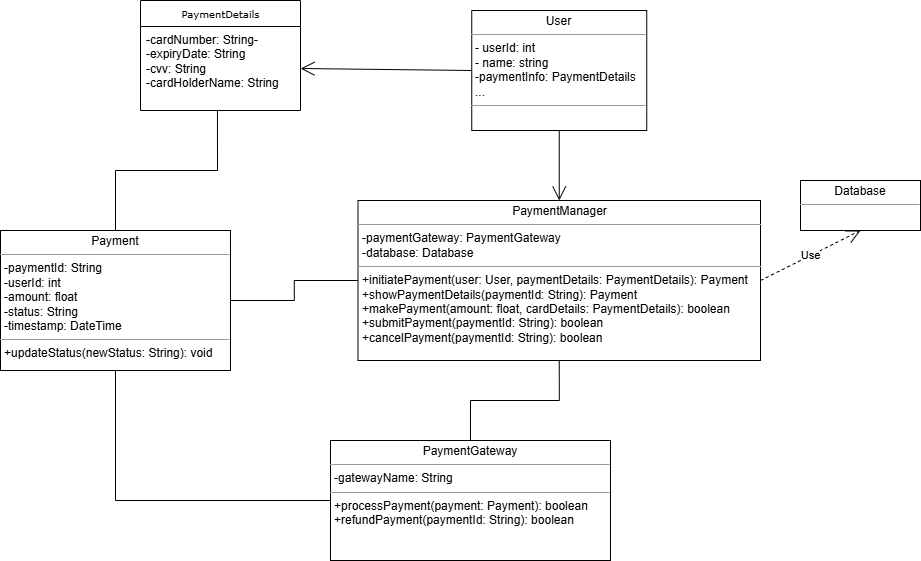 PaymentDetails
-cardNumber: String-
-expiryDate: String
-cvv: String
-cardHolderName: String
User
- userId: int
- name: string
-paymentInfo: PaymentDetails
...
Database
Use
PaymentManager
-paymentGateway: PaymentGateway
-database: Database
+initiatePayment(user: User, paymentDetails: PaymentDetails): Payment
+showPaymentDetails(paymentId: String): Payment
+makePayment(amount: float, cardDetails: PaymentDetails): boolean
+submitPayment(paymentId: String): boolean
+cancelPayment(paymentId: String): boolean
Payment
-paymentId: String
-userId: int
-amount: float
-status: String
-timestamp: DateTime
+updateStatus(newStatus: String): void
PaymentGateway
-gatewayName: String
+processPayment(payment: Payment): boolean
+refundPayment(paymentId: String): boolean